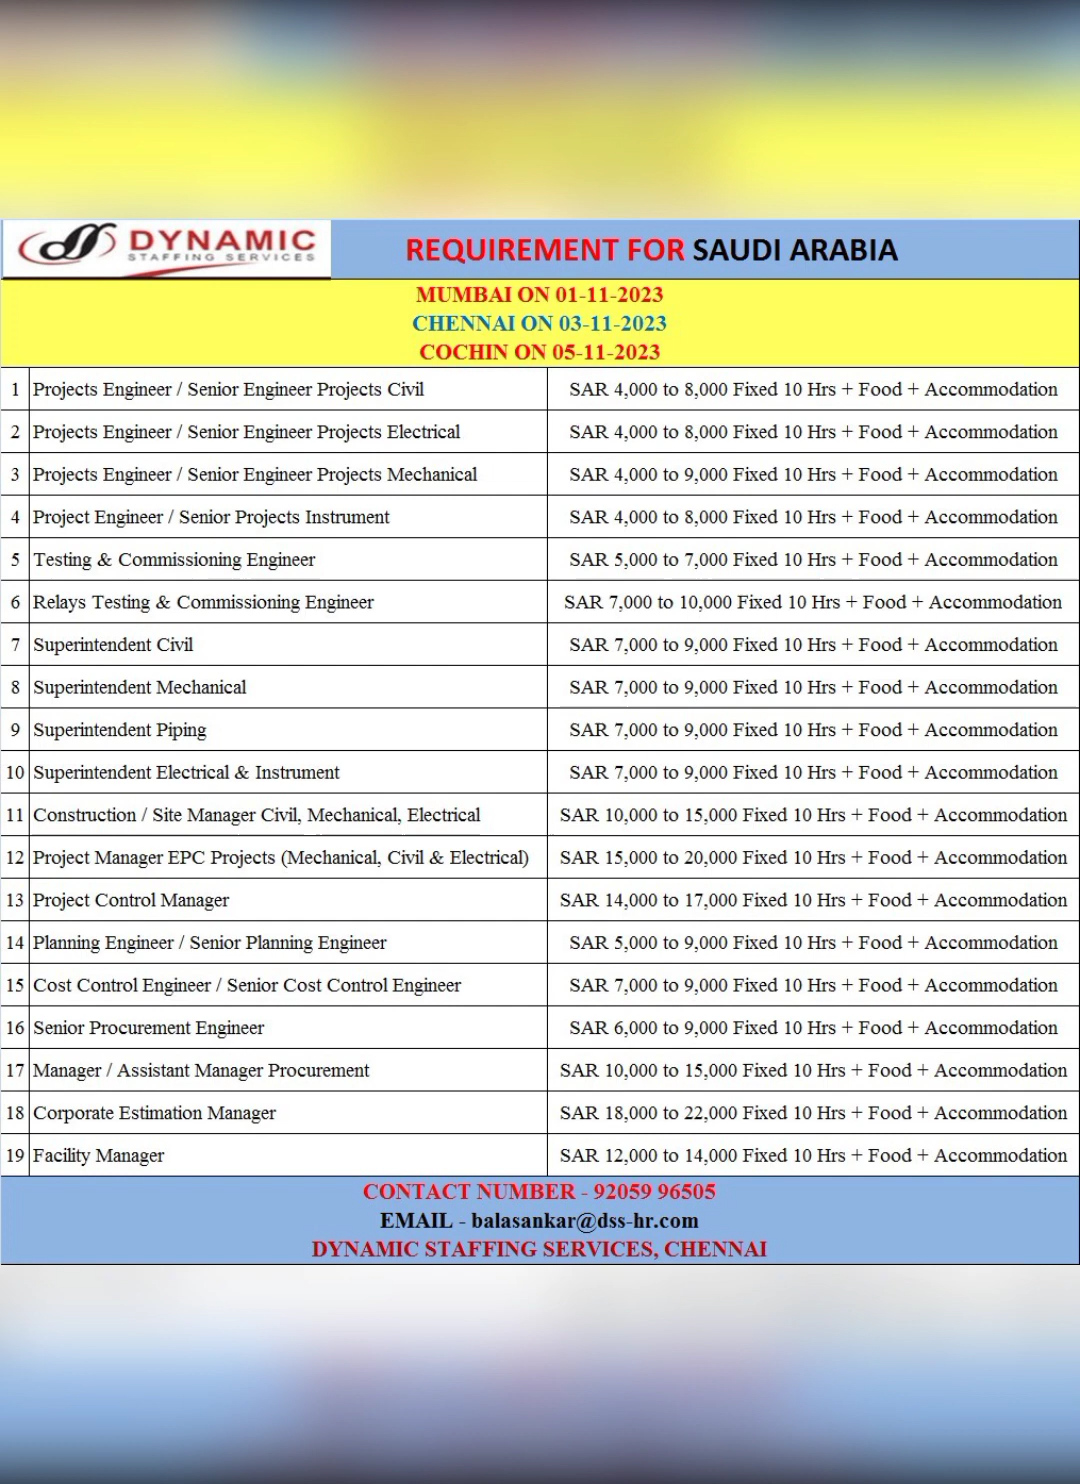 DYNAMIC
STAFFING SERVICES
REQUIREMENT FOR SAUDI ARABIA
MUMBAI ON 01-11-2023
CHENNAI ON 03-11-2023
COCHIN ON 05-11-2023
1 Projects Engineer / Senior Engineer Projects Civil SAR 4,000 to 8,000 Fixed 10 Hrs + Food + Accommodation
2 Projects Engineer / Senior Engineer Projects Electrical SAR 4,000 to 8,000 Fixed 10 Hrs + Food + Accommodation
3 Projects Engineer / Senior Engineer Projects Mechanical SAR 4,000 to 9,000 Fixed 10 Hrs + Food + Accommodation
4 Project Engineer / Senior Projects Instrument SAR 4,000 to 8,000 Fixed 10 Hrs + Food + Accommodation
5 Testing & Commissioning Engineer SAR 5,000 to 7,000 Fixed 10 Hrs + Food + Accommodation
6 Relays Testing & Commissioning Engineer SAR 7,000 to 10,000 Fixed 10 Hrs + Food + Accommodation
7 Superintendent Civil SAR 7,000 to 9,000 Fixed 10 Hrs + Food + Accommodation
8 Superintendent Mechanical SAR 7,000 to 9,000 Fixed 10 Hrs + Food + Accommodation
9 Superintendent Piping SAR 7,000 to 9,000 Fixed 10 Hrs + Food + Accommodation
10 Superintendent Electrical & Instrument SAR 7,000 to 9,000 Fixed 10 Hrs + Food + Accommodation
11 Construction / Site Manager Civil, Mechanical, Electrical SAR 10,000 to 15,000 Fixed 10 Hrs + Food + Accommodation
12 Project Manager EPC Projects (Mechanical, Civil & Electrical) SAR 15,000 to 20,000 Fixed 10 Hrs + Food + Accommodation
13 Project Control Manager SAR 14,000 to 17,000 Fixed 10 Hrs + Food + Accommodation
14 Planning Engineer / Senior Planning Engineer SAR 5,000 to 9,000 Fixed 10 Hrs + Food + Accommodation
15 Cost Control Engineer / Senior Cost Control Engineer SAR 7,000 to 9,000 Fixed 10 Hrs + Food + Accommodation
16 Senior Procurement Engineer SAR 6,000 to 9,000 Fixed 10 Hrs + Food + Accommodation
17 Manager / Assistant Manager Procurement SAR 10,000 to 15,000 Fixed 10 Hrs + Food + Accommodation
18 Corporate Estimation Manager SAR 18,000 to 22,000 Fixed 10 Hrs + Food + Accommodation
19 Facility Manager SAR 12,000 to 14,000 Fixed 10 Hrs + Food + Accommodation
CONTACT NUMBER - 92059 96505
EMAIL - balasankar@dss-hr.com
DYNAMIC STAFFING SERVICES, CHENNAI